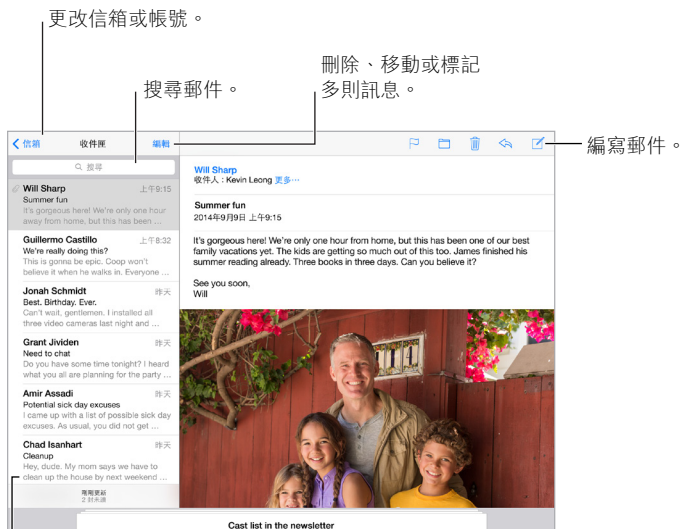 更改信箱或帳號。
刪除、移動或標記
多則訊息。
搜尋郵件。
編寫郵件。
信箱 收件匣 編輯
搜尋
Will Sharp 上午9:15
Summer fun
It's gorgeous here! We're only one hour
away from home, but this has been ...
Guillermo Castillo 上午8:32
We're really doing this?
This is gonna be epic. Coop won't
believe it when he walks in. Everyone ...
Jonah Schmidt 昨天
Best. Birthday. Ever.
Can't wait, gentlemen. I installed all
three video cameras last night and ...
Grant Jividen 昨天
Need to chat
Do you have some time tonight? I heard
what you all are planning for the party ...
Amir Assadi 昨天
Potential sick day excuses
I came up with a list of possible sick day
excuses. As usual, you did not get ...
Chad Isanhart 昨天
Cleanup
Hey, dude. My mom says we have to
clean up the house by next weekend ...
剛剛更新
2 封未讀
Will Sharp
收件人：Kevin Leong 更多⋯
Summer fun
2014年9月9日 上午9:15
It's gorgeous here! We're only one hour from home, but this has been one of our best
family vacations yet. The kids are getting so much out of this too. James finished his
summer reading already. Three books in three days. Can you believe it?
See you soon,
Will
114
Cast list in the newsletter